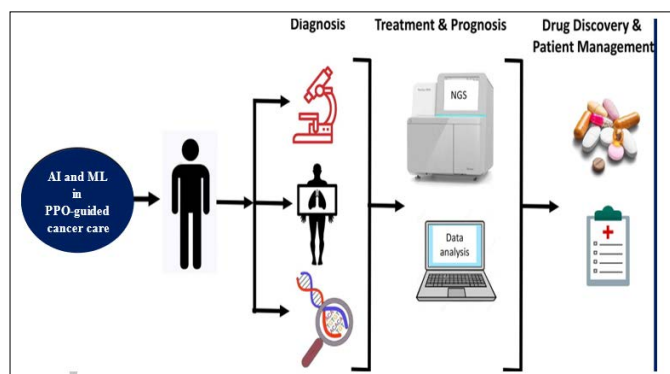 Diagnosis
Treatment & Prognosis
Drug Discovery &
Patient Management
AI and ML
in
PPO-guided
cancer care
NGS
Data
analysis